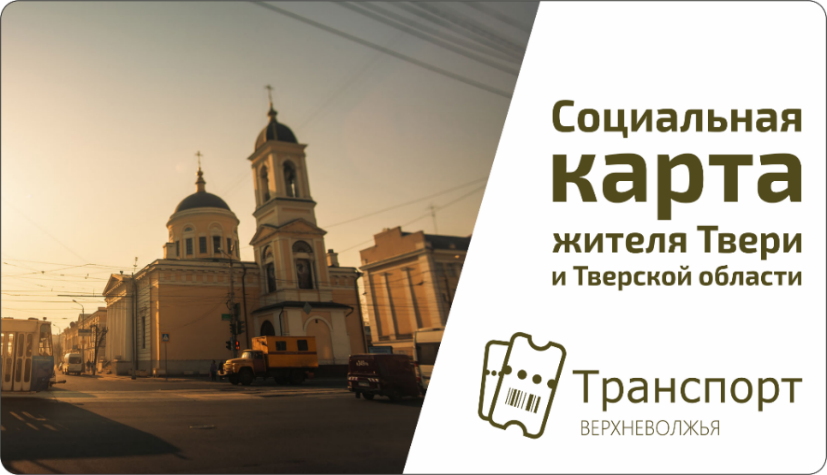 Социальная
карта
жителя Твери
и Тверской области
Транспорт
ВЕРХНЕВОЛЖЬЯ